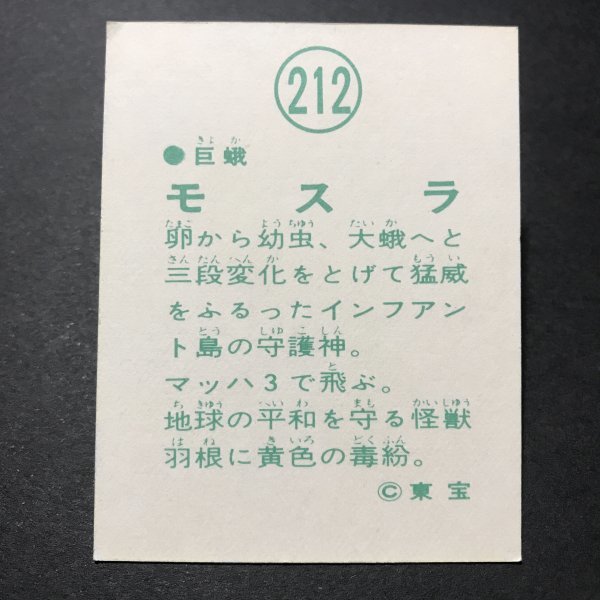 212
●巨蛾
モスラ
卵から幼虫、大蛾へと
三段変化をとげて猛威
をふるったインファン
ト島の守護神。
マッハ3で飛ぶ。
地球の平和を守る怪獣
羽根に黄色の毒紛。
©東宝